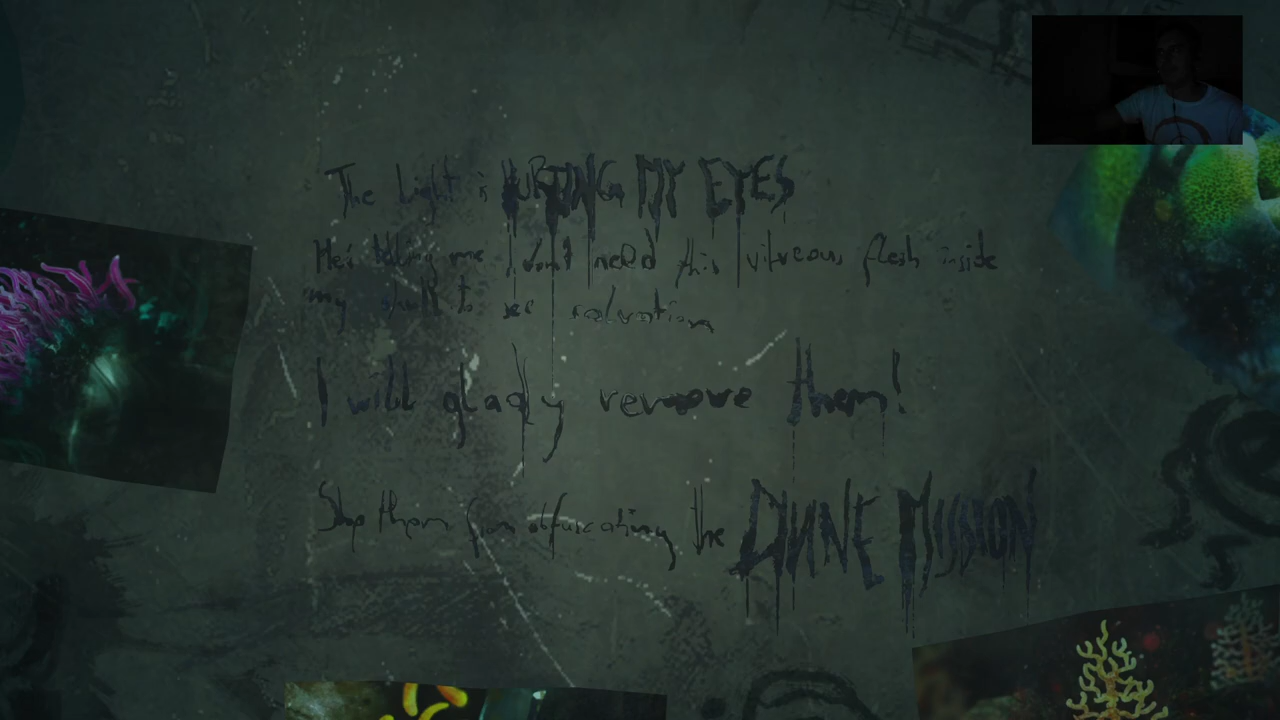 The Light is HURTING MY EYES
He's telling me I don't need this vitreous flesh inside
my skull to see salvation
I will glady remove them!
Stop them from obfuscating the DIVINE MISSION